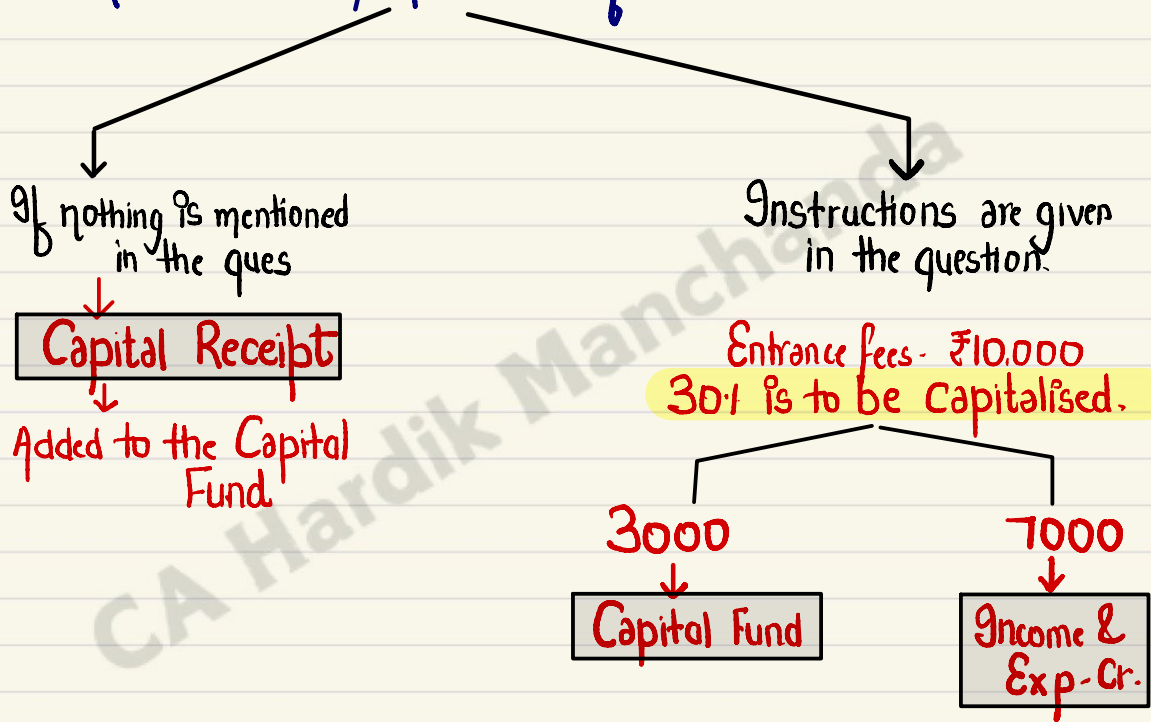 If nothing is mentioned
in the ques
Capital Receipt
Added to the Capital
Fund
Instructions are given
in the question.
Entrance fees - ₹10,000
30% is to be Capitalised.
3000
7000
Capital Fund
Income &
Exp - Cr.
CA Hardik Manchanda